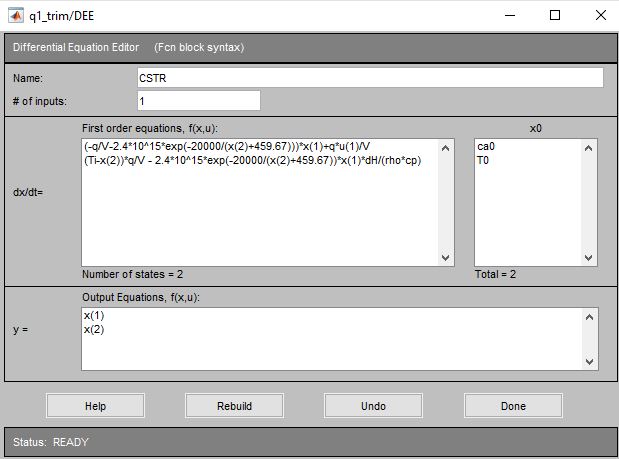 q1_trim/DEE
Differential Equation Editor (Fcn block syntax)
Name: CSTR
# of inputs: 1
First order equations, f(x,u): x0
(-q/V-2.4*10^15*exp(-20000/(x(2)+459.67)))*x(1)+q*u(1)/V ca0
(Ti-x(2))*q/V - 2.4*10^15*exp(-20000/(x(2)+459.67))*x(1)*dH/(rho*cp) T0
dx/dt=
Number of states = 2 Total = 2
Output Equations, f(x,u):
x(1)
y =
x(2)
Help Rebuild Undo Done
Status: READY